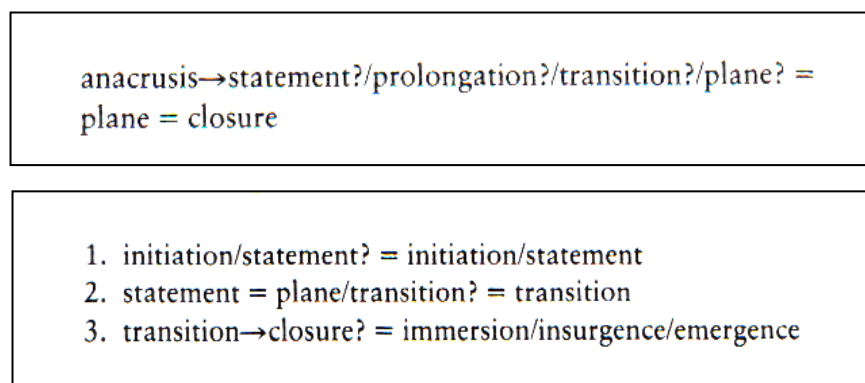 anacrusis→statement?/prolongation?/transition?/plane? =
plane = closure
1. initiation/statement? = initiation/statement
2. statement = plane/transition? = transition
3. transition→closure? = immersion/insurgence/emergence